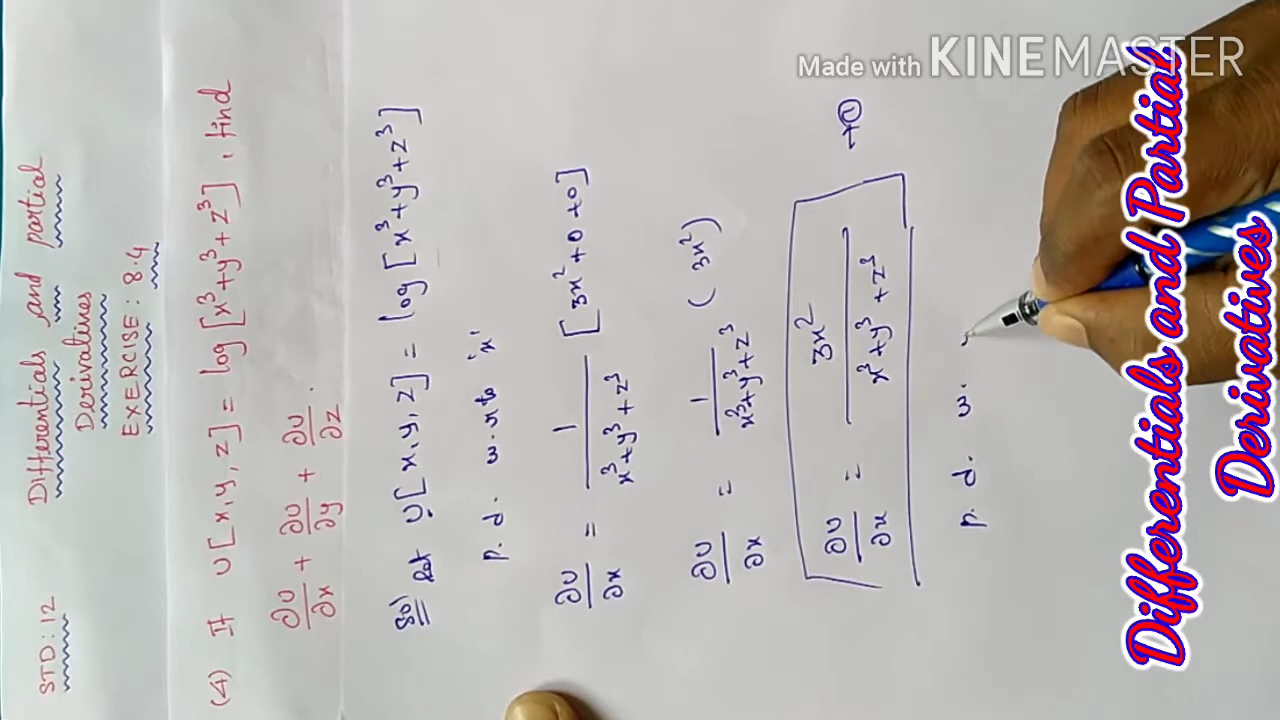 STD: 12 Differentials and partial
Derivatives
EXERCISE: 8.4
(4) If U[x,y,z] = log[x³+y³+z³], find
∂U/∂x + ∂U/∂y + ∂U/∂z.
Sol Let U[x,y,z] = log[x³+y³+z³]
p.d. w.r.to 'x'
∂U/∂x = 1/x³+y³+z³ [3x²+0+0]
∂U/∂x = 1/x³+y³+z³ (3x²)
∂U/∂x = 3x²/x³+y³+z³ →①
p.d. w.
Made with KINEMASTER
Differentials and Partial
Derivatives